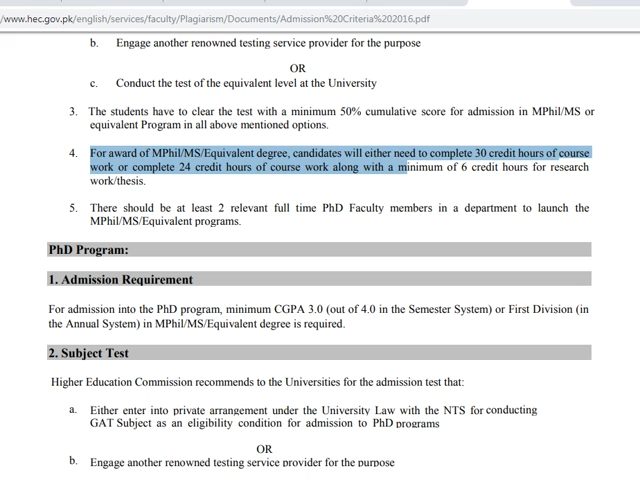 /www.hec.gov.pk/english/services/faculty/Plagiarism/Documents/Admission%20Criteria%202016.pdf
b. Engage another renowned testing service provider for the purpose
OR
c. Conduct the test of the equivalent level at the University
3. The students have to clear the test with a minimum 50% cumulative score for admission in MPhil/MS or
equivalent Program in all above mentioned options.
4. For award of MPhil/MS/Equivalent degree, candidates will either need to complete 30 credit hours of course
work or complete 24 credit hours of course work along with a minimum of 6 credit hours for research
work/thesis.
5. There should be at least 2 relevant full time PhD Faculty members in a department to launch the
MPhil/MS/Equivalent programs.
PhD Program:
1. Admission Requirement
For admission into the PhD program, minimum CGPA 3.0 (out of 4.0 in the Semester System) or First Division (in
the Annual System) in MPhil/MS/Equivalent degree is required.
2. Subject Test
Higher Education Commission recommends to the Universities for the admission test that:
a. Either enter into private arrangement under the University Law with the NTS for conducting
GAT Subject as an eligibility condition for admission to PhD programs
OR
b. Engage another renowned testing service provider for the purpose